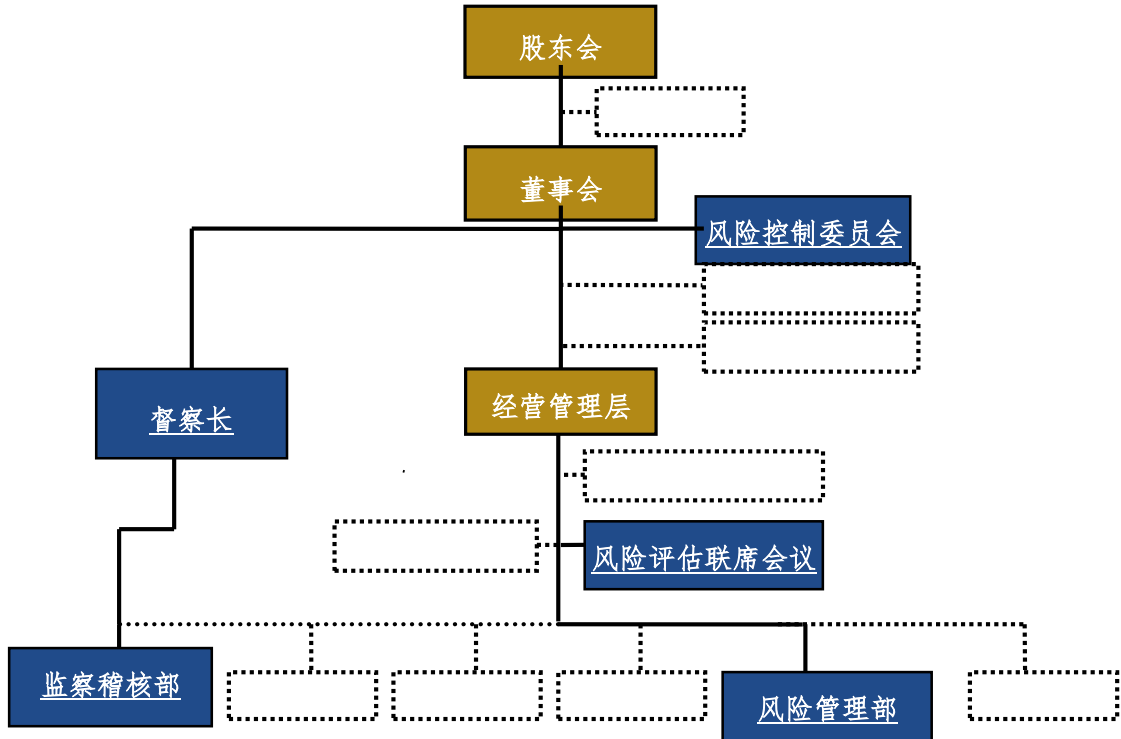 股东会
董事会
风险控制委员会
督察长
经营管理层
风险评估联席会议
监察稽核部
风险管理部